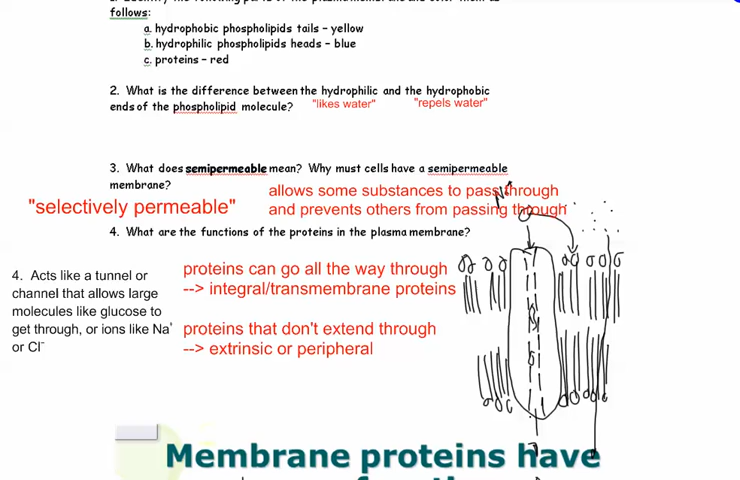 follows:
a. hydrophobic phospholipids tails – yellow
b. hydrophilic phospholipids heads – blue
c. proteins – red
2. What is the difference between the hydrophilic and the hydrophobic
ends of the phospholipid molecule?
"likes water"
"repels water"
3. What does semipermeable mean? Why must cells have a semipermeable
membrane?
allows some substances to pass through
and prevents others from passing though
"selectively permeable"
4. What are the functions of the proteins in the plasma membrane?
4. Acts like a tunnel or
channel that allows large
molecules like glucose to
get through, or ions like Na⁺
or Cl⁻
proteins can go all the way through
--> integral/transmembrane proteins
proteins that don't extend through
--> extrinsic or peripheral
Membrane proteins have